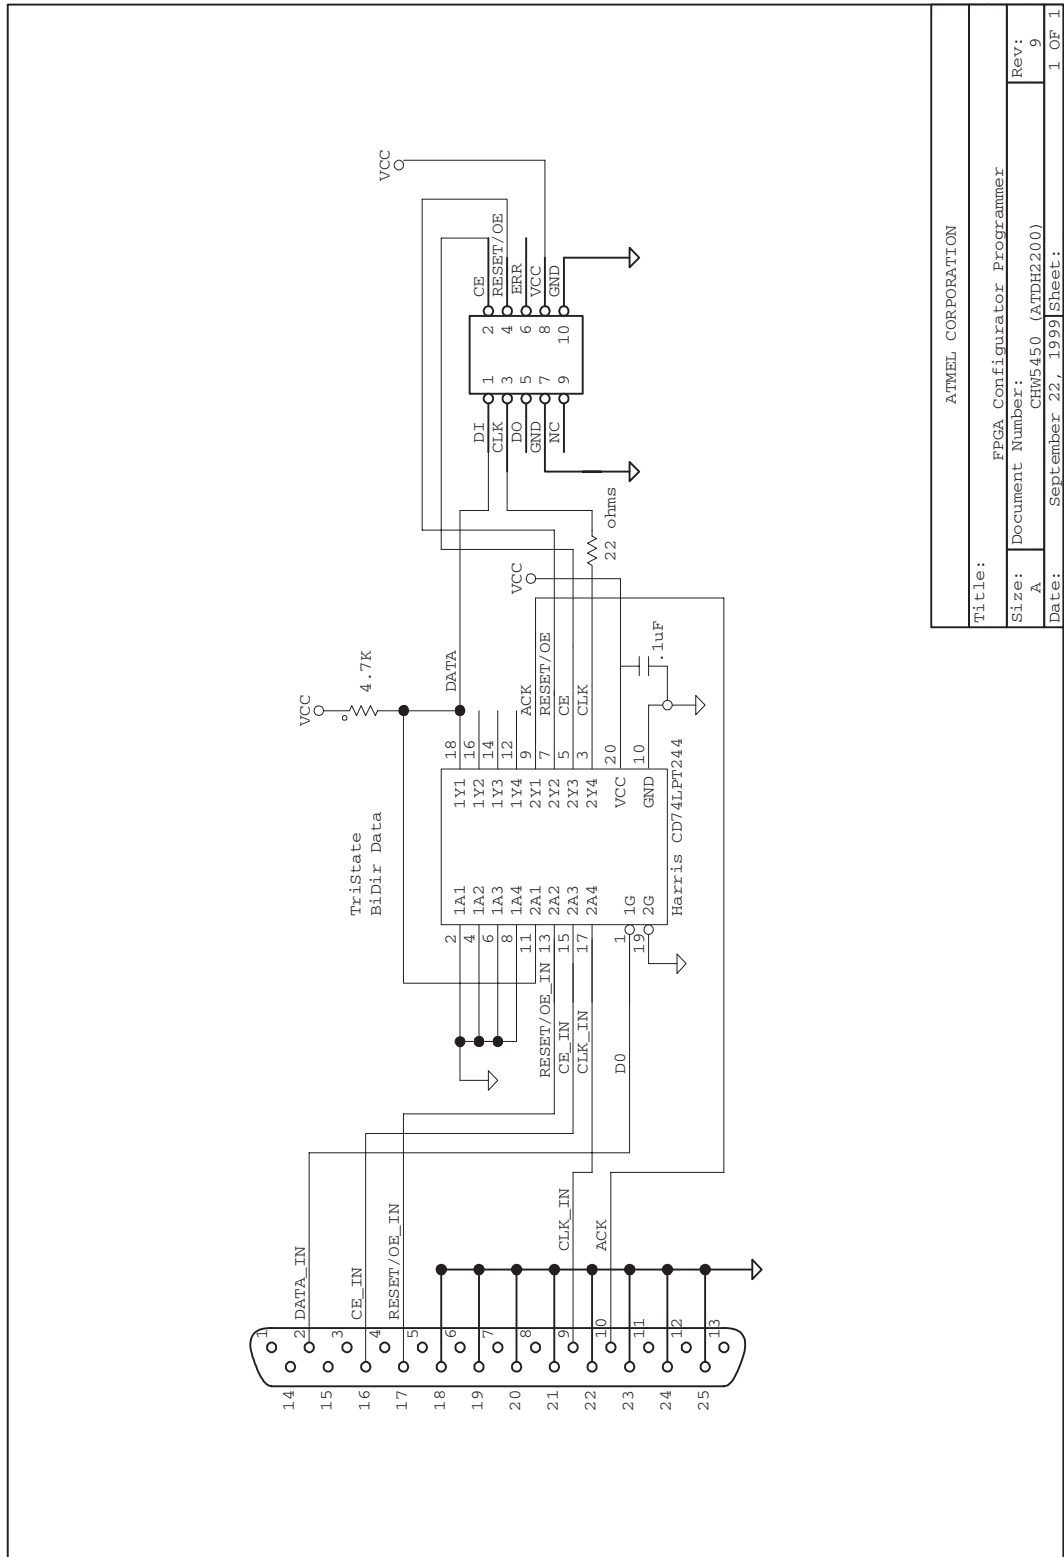 VCC
4.7K
VCC
TriState
BiDir Data
DATA
ACK
RESET/OE
CE
CLK
18
16
14
12
9
7
5
3
20
10
1Y1
1Y2
1Y3
1Y4
2Y1
2Y2
2Y3
2Y4
VCC
GND
1A1
1A2
1A3
1A4
2A1
2A2
2A3
2A4
1G
2G
2
4
6
8
11
13
15
17
1
19
Harris CD74LPT244
.1uF
VCC
22 ohms
DI
CLK
DO
GND
NC
1
3
5
7
9
2
4
6
8
10
CE
RESET/OE
ERR
VCC
GND
RESET/OE_IN
CE_IN
CLK_IN
D0
DATA_IN
CE_IN
RESET/OE_IN
CLK_IN
ACK
1
2
3
4
5
6
7
8
9
10
11
12
13
14
15
16
17
18
19
20
21
22
23
24
25
ATMEL CORPORATION
Title:
FPGA Configurator Programmer
Size: Document Number: Rev:
A CHW5450 (ATDH2200) 9
Date: September 22, 1999 Sheet: 1 OF 1